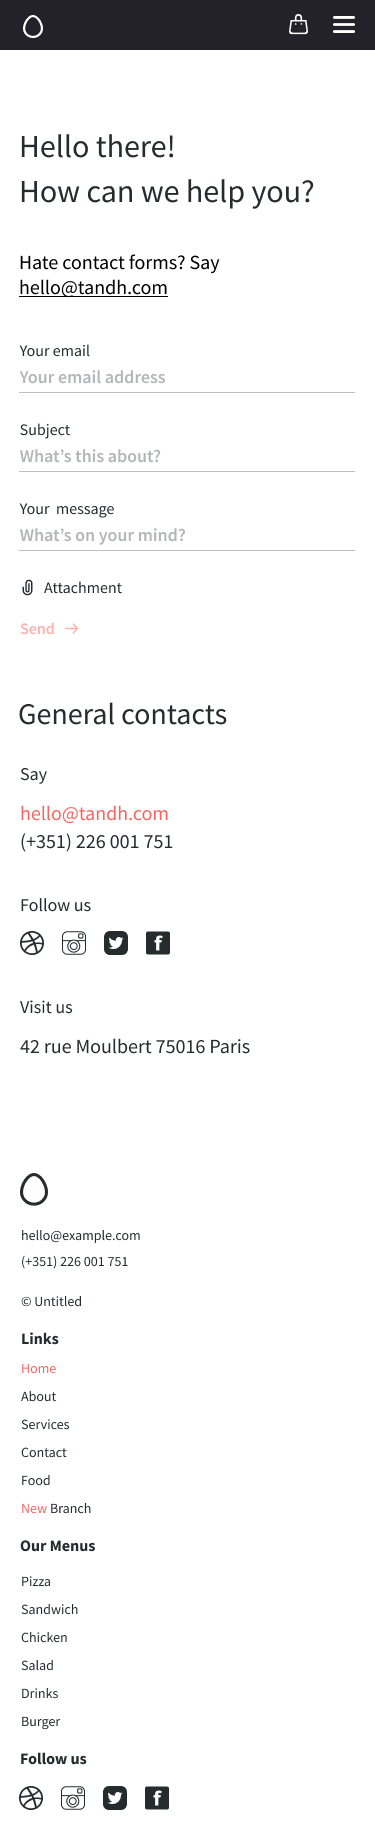 Hello there!
How can we help you?
Hate contact forms? Say
hello@tandh.com
Your email
Your email address
Subject
What’s this about?
Your  message
What’s on your mind?
Attachment
Send →
General contacts
Say
hello@tandh.com
(+351) 226 001 751
Follow us
Visit us
42 rue Moulbert 75016 Paris
hello@example.com
(+351) 226 001 751
© Untitled
Links
Home
About
Services
Contact
Food
New Branch
Our Menus
Pizza
Sandwich
Chicken
Salad
Drinks
Burger
Follow us